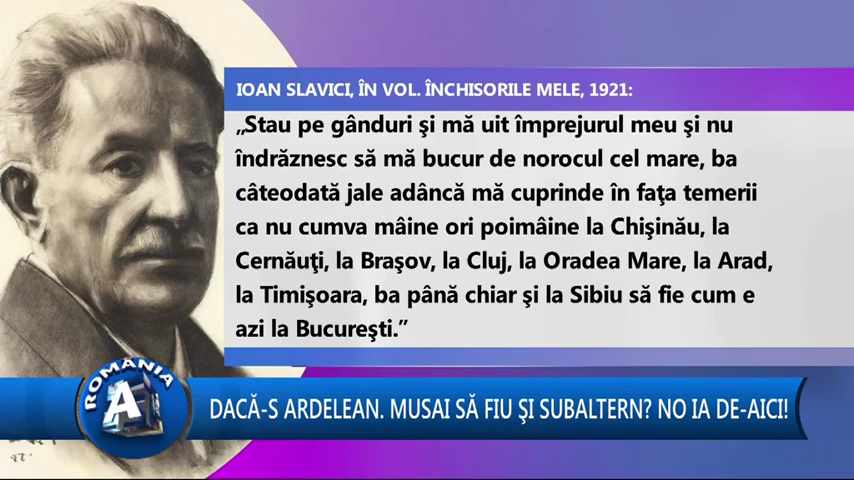 IOAN SLAVICI, ÎN VOL. ÎNCHISORILE MELE, 1921:
„Stau pe gânduri şi mă uit împrejurul meu şi nu
îndrăznesc să mă bucur de norocul cel mare, ba
câteodată jale adâncă mă cuprinde în faţa temerii
ca nu cumva mâine ori poimâine la Chişinău, la
Cernăuţi, la Braşov, la Cluj, la Oradea Mare, la Arad,
la Timişoara, ba până chiar şi la Sibiu să fie cum e
azi la Bucureşti.”
ROMÂNIA
A
DACĂ-S ARDELEAN. MUSAI SĂ FIU ŞI SUBALTERN? NO IA DE-AICI!